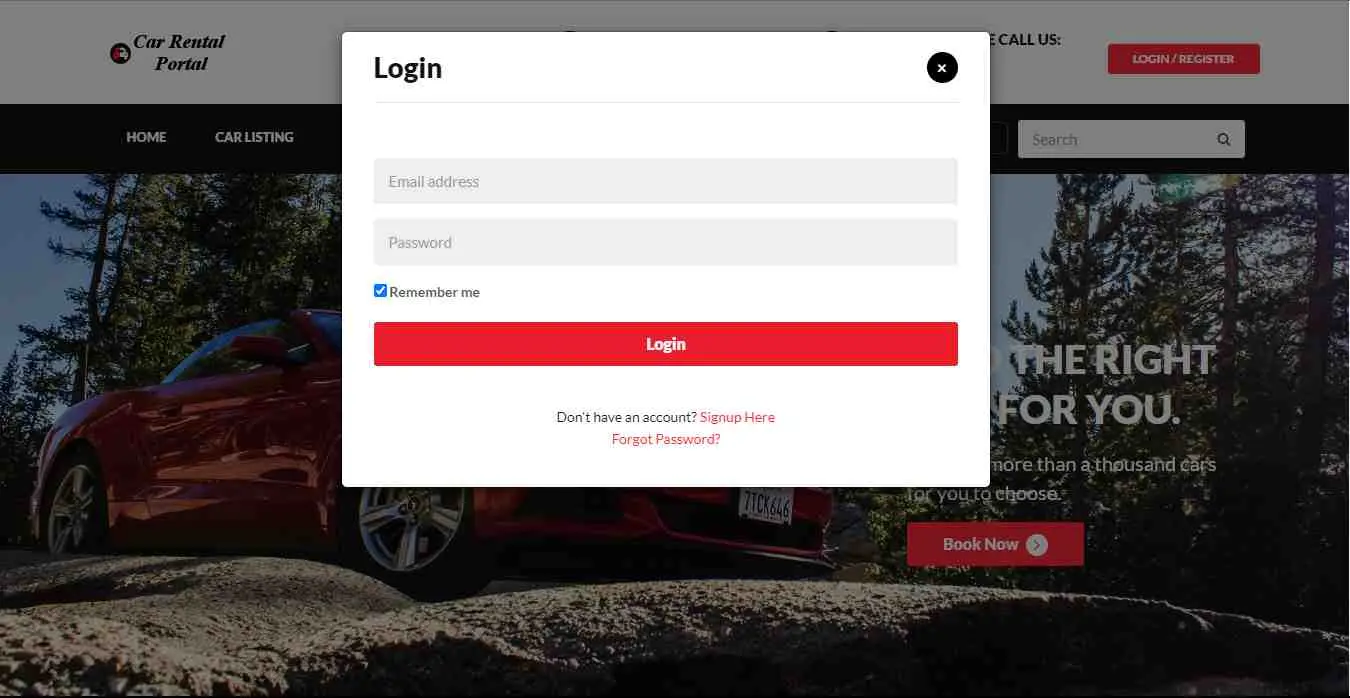 Car Rental
Portal
Login
×
E CALL US:
LOGIN / REGISTER
HOME
CAR LISTING
Search
Email address
Password
Remember me
Login
Don't have an account? Signup Here
Forgot Password?
THE RIGHT
FOR YOU.
more than a thousand cars
for you to choose.
7TCK646
Book Now